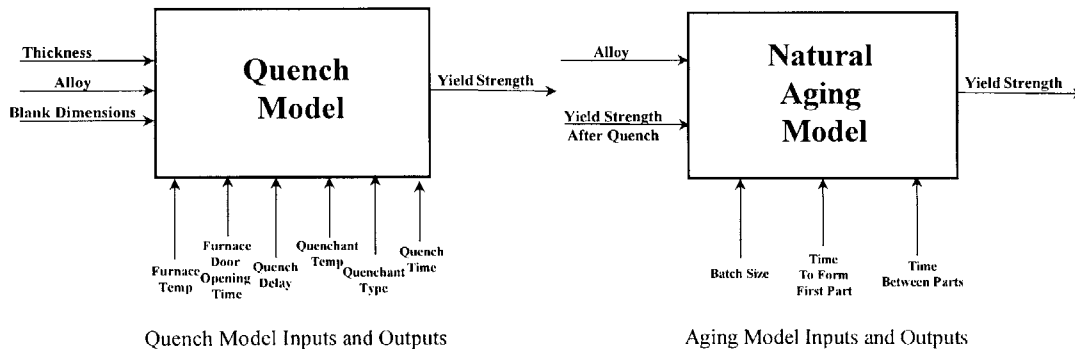 Thickness
Alloy
Blank Dimensions
Quench
Model
Yield Strength
Furnace
Temp
Furnace
Door
Opening
Time
Quench
Delay
Quenchant
Temp
Quenchant
Type
Quench
Time
Quench Model Inputs and Outputs
Alloy
Yield Strength
After Quench
Natural
Aging
Model
Yield Strength
Batch Size
Time
To Form
First Part
Time
Between Parts
Aging Model Inputs and Outputs